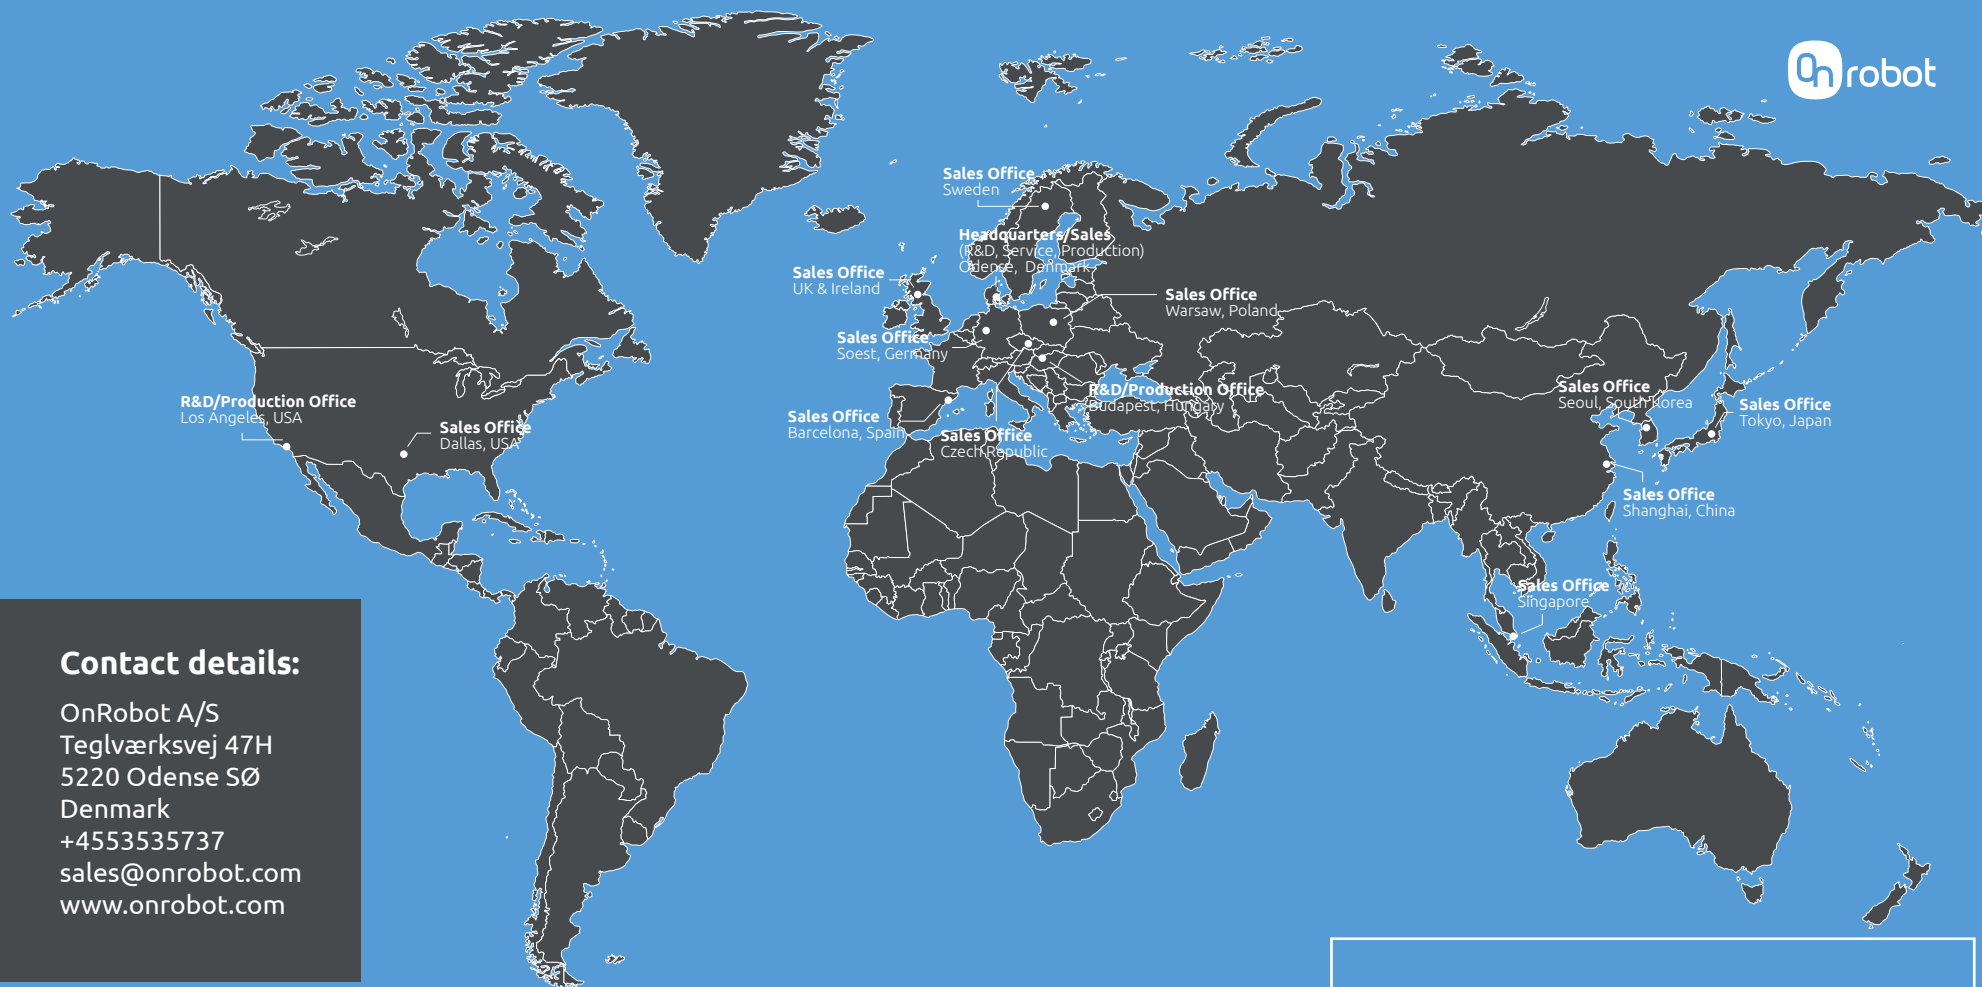 On robot
Sales Office
Sweden
Headquarters/Sales
(R&D, Service, Production)
Odense, Denmark
Sales Office
UK & Ireland
Sales Office
Warsaw, Poland
Sales Office
Soest, Germany
R&D/Production Office
Budapest, Hungary
Sales Office
Seoul, South Korea
R&D/Production Office
Los Angeles, USA
Sales Office
Dallas, USA
Sales Office
Barcelona, Spain
Sales Office
Czech Republic
Sales Office
Tokyo, Japan
Sales Office
Shanghai, China
Sales Office
Singapore
Contact details:
OnRobot A/S
Teglværksvej 47H
5220 Odense SØ
Denmark
+4553535737
sales@onrobot.com
www.onrobot.com